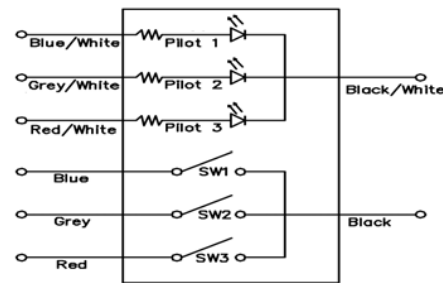 Blue/White
Pilot 1
Grey/White
Pilot 2
Black/White
Red/White
Pilot 3
Blue
SW1
Grey
SW2
Black
Red
SW3